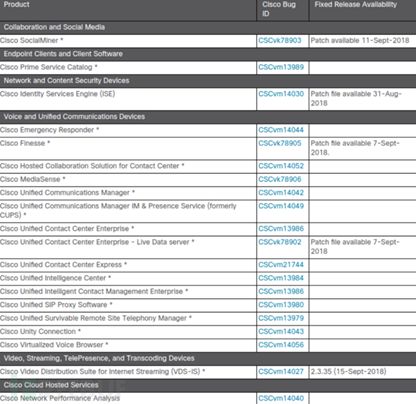 Product Cisco Bug Fixed Release Availability
ID
Collaboration and Social Media
Cisco SocialMiner * CSCvk78903 Patch available 11-Sept-2018
Endpoint Clients and Client Software
Cisco Prime Service Catalog * CSCvm13989
Network and Content Security Devices
Cisco Identity Services Engine (ISE) CSCvm14030 Patch file available 31-Aug-
2018
Voice and Unified Communications Devices
Cisco Emergency Responder * CSCvm14044
Cisco Finesse * CSCvk78905 Patch file available 7-Sept-
2018.
Cisco Hosted Collaboration Solution for Contact Center * CSCvm14052
Cisco MediaSense * CSCvk78906
Cisco Unified Communications Manager * CSCvm14042
Cisco Unified Communications Manager IM & Presence Service (formerly CSCvm14049
CUPS) *
Cisco Unified Contact Center Enterprise * CSCvm13986
Cisco Unified Contact Center Enterprise - Live Data server * CSCvk78902 Patch file available 7-Sept-
2018
Cisco Unified Contact Center Express * CSCvm21744
Cisco Unified Intelligence Center * CSCvm13984
Cisco Unified Intelligent Contact Management Enterprise * CSCvm13986
Cisco Unified SIP Proxy Software * CSCvm13980
Cisco Unified Survivable Remote Site Telephony Manager * CSCvm13979
Cisco Unity Connection * CSCvm14043
Cisco Virtualized Voice Browser * CSCvm14056
Video, Streaming, TelePresence, and Transcoding Devices
Cisco Video Distribution Suite for Internet Streaming (VDS-IS) * CSCvm14027 2.3.35 (15-Sept-2018)
Cisco Cloud Hosted Services
Cisco Network Performance Analysis CSCvm14040